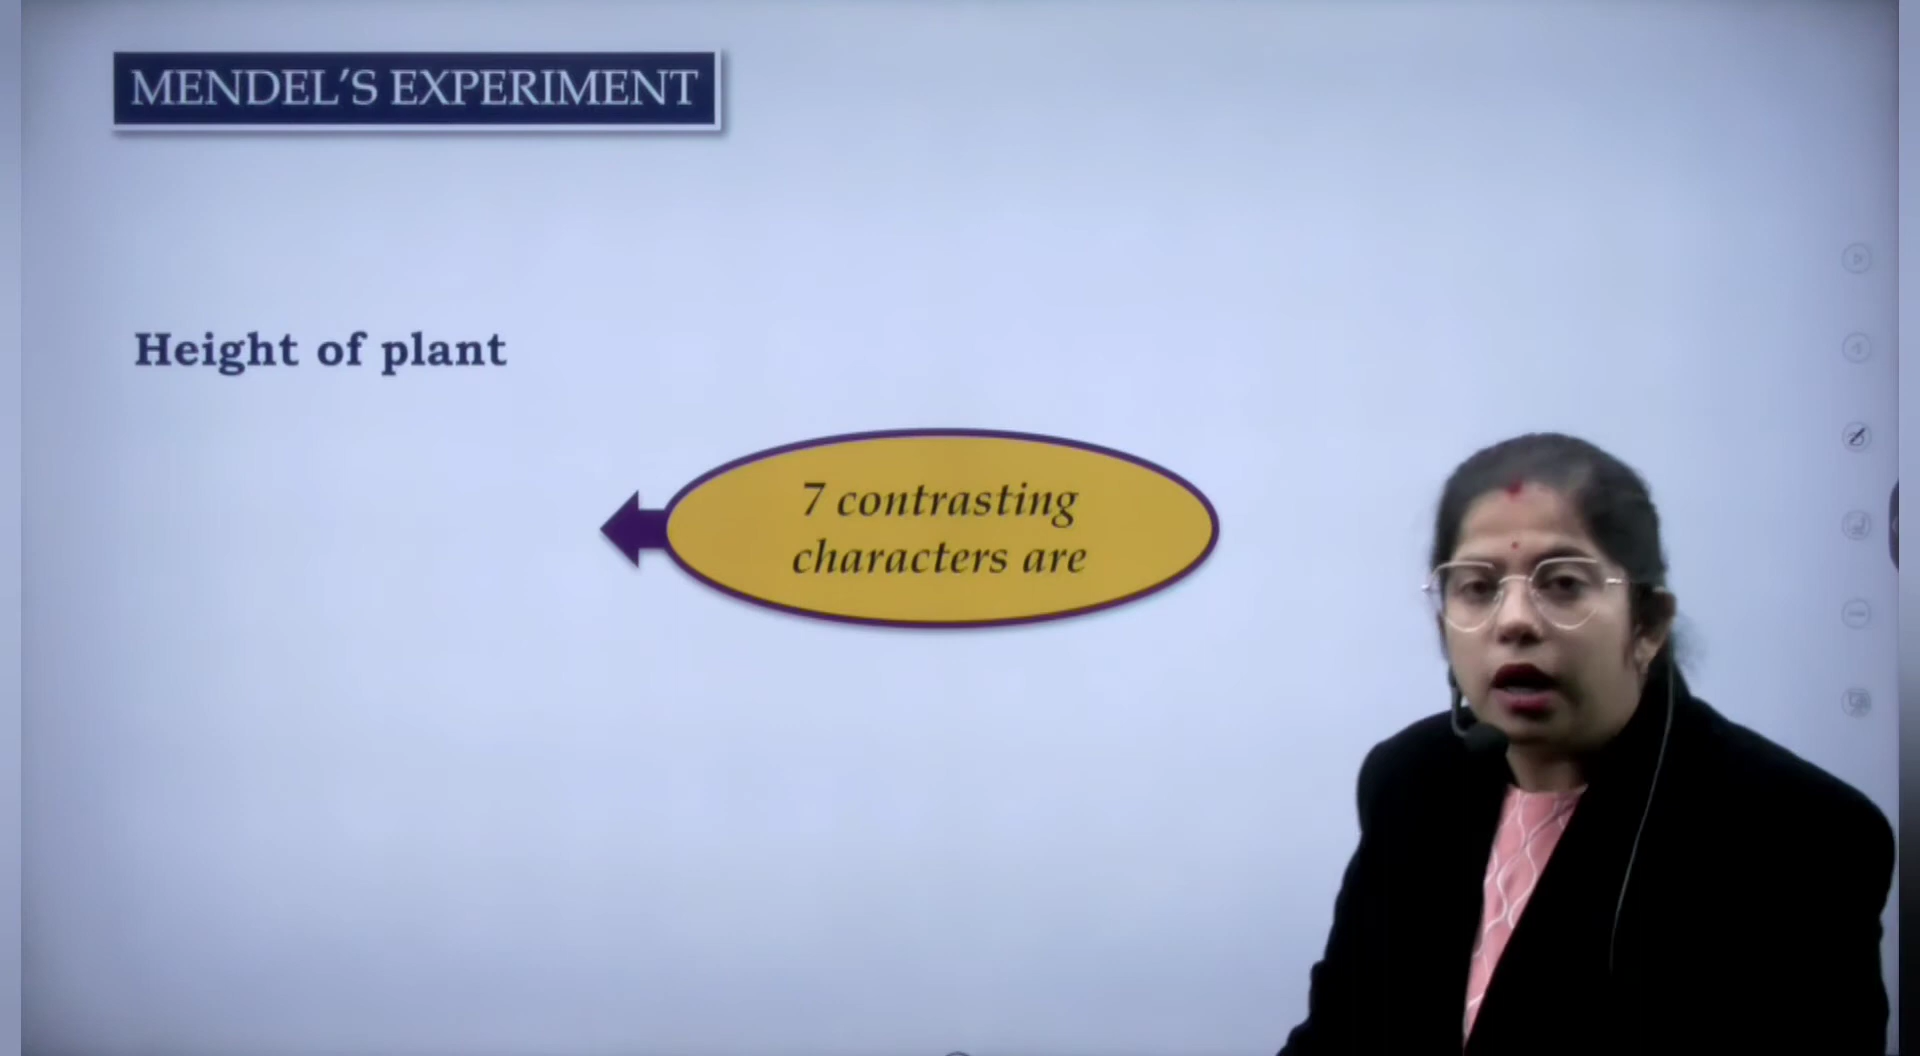 MENDEL'S EXPERIMENT
Height of plant
7 contrasting
characters are